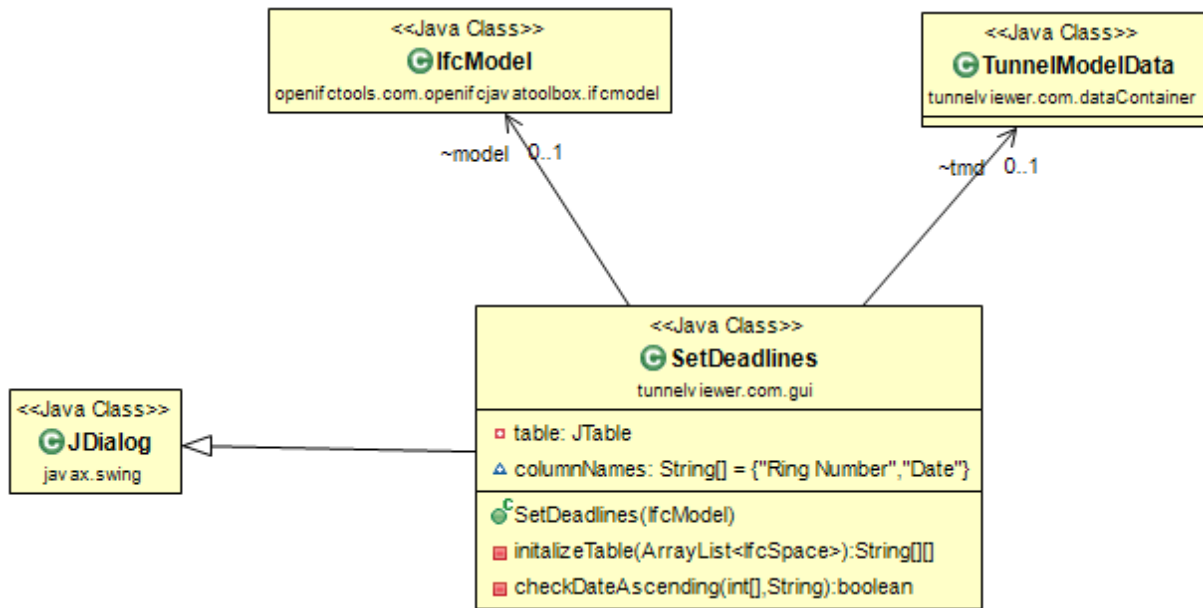 <<Java Class>>
IfcModel
openifctools.com.openifcjavatoolbox.ifcmodel
<<Java Class>>
TunnelModelData
tunnelviewer.com.dataContainer
~model 0..1
~tmd 0..1
<<Java Class>>
SetDeadlines
tunnelviewer.com.gui
table: JTable
columnNames: String[] = {"Ring Number","Date"}
SetDeadlines(IfcModel)
initalizeTable(ArrayList<IfcSpace>):String[][]
checkDateAscending(int[],String):boolean
<<Java Class>>
JDialog
javax.swing